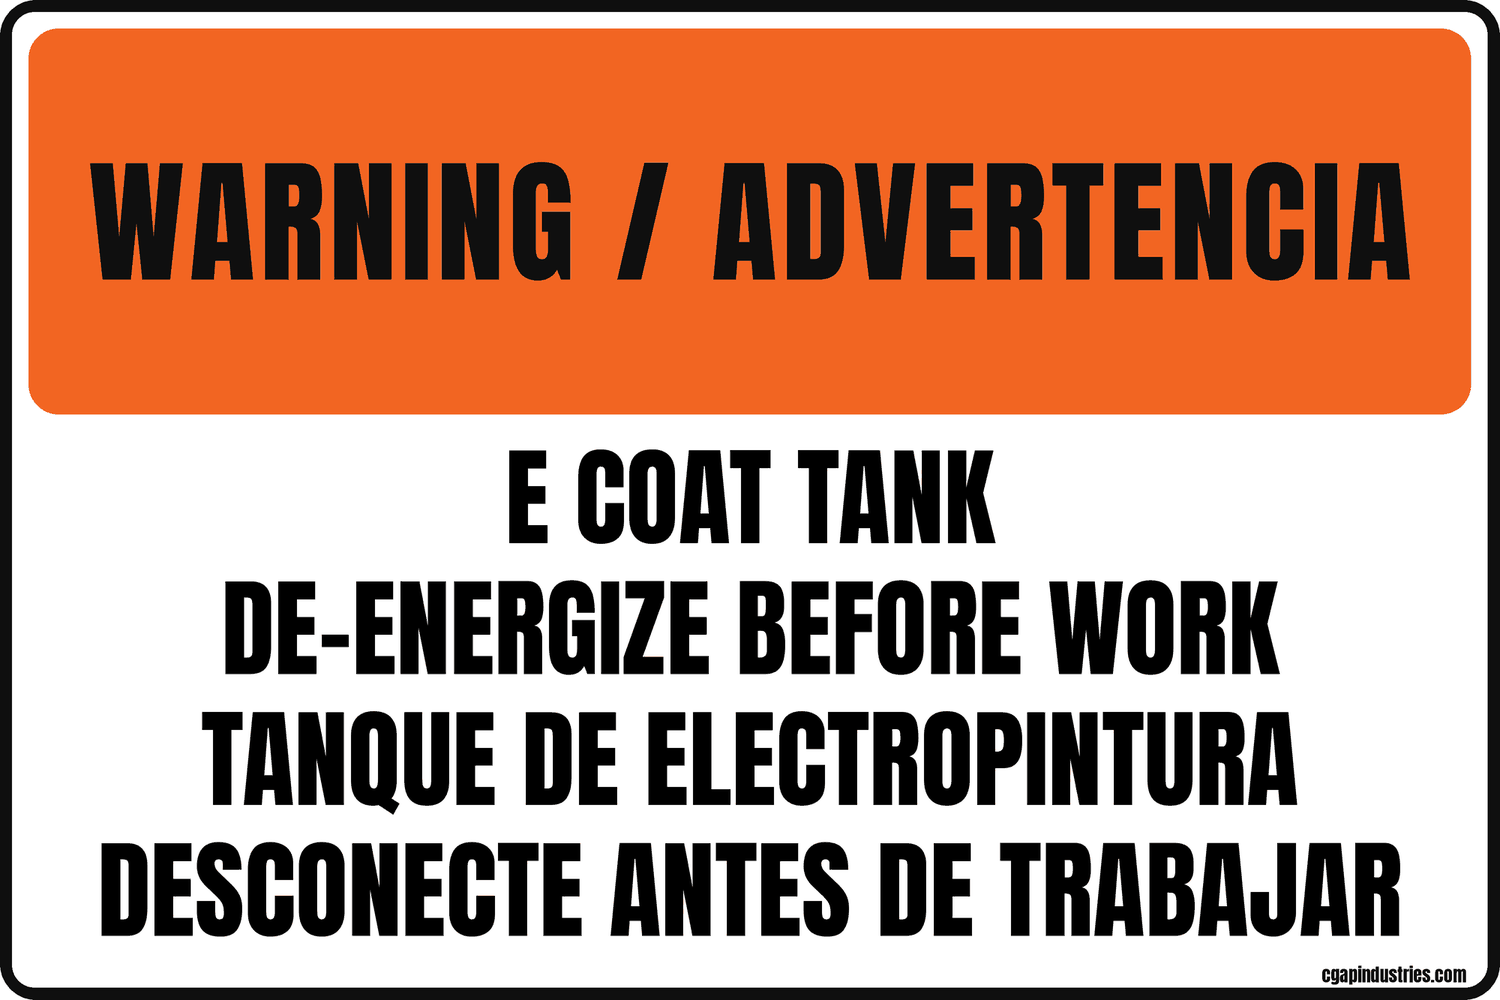 WARNING / ADVERTENCIA
E COAT TANK
DE-ENERGIZE BEFORE WORK
TANQUE DE ELECTROPINTURA
DESCONECTE ANTES DE TRABAJAR
cgapindustries.com